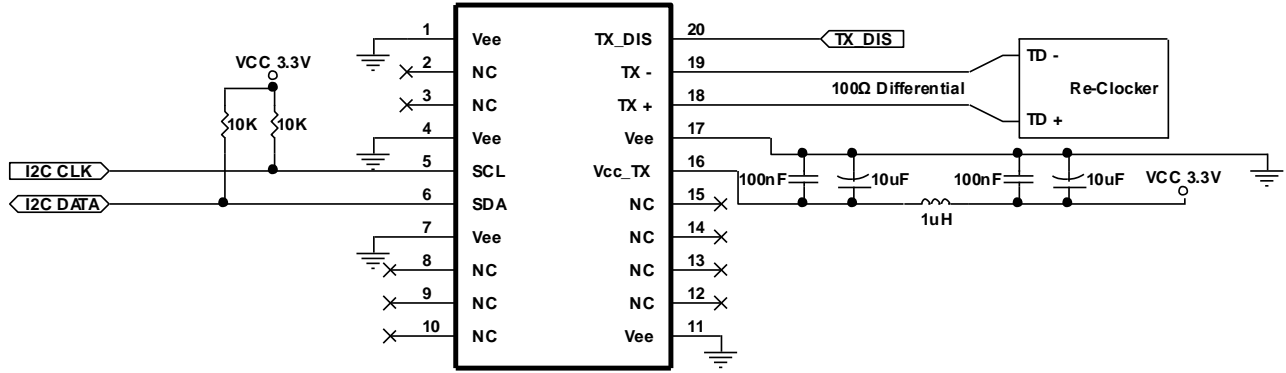 1 Vee TX_DIS 20 TX_DIS
VCC 3.3V 2 NC TX - 19 TD -
100Ω Differential Re-Clocker
10K 10K 3 NC TX + 18 TD +
4 Vee Vee 17
I2C CLK 5 SCL Vcc_TX 16 100nF 10uF 100nF 10uF VCC 3.3V
I2C DATA 6 SDA NC 15 1uH
7 Vee NC 14
8 NC NC 13
9 NC NC 12
10 NC Vee 11